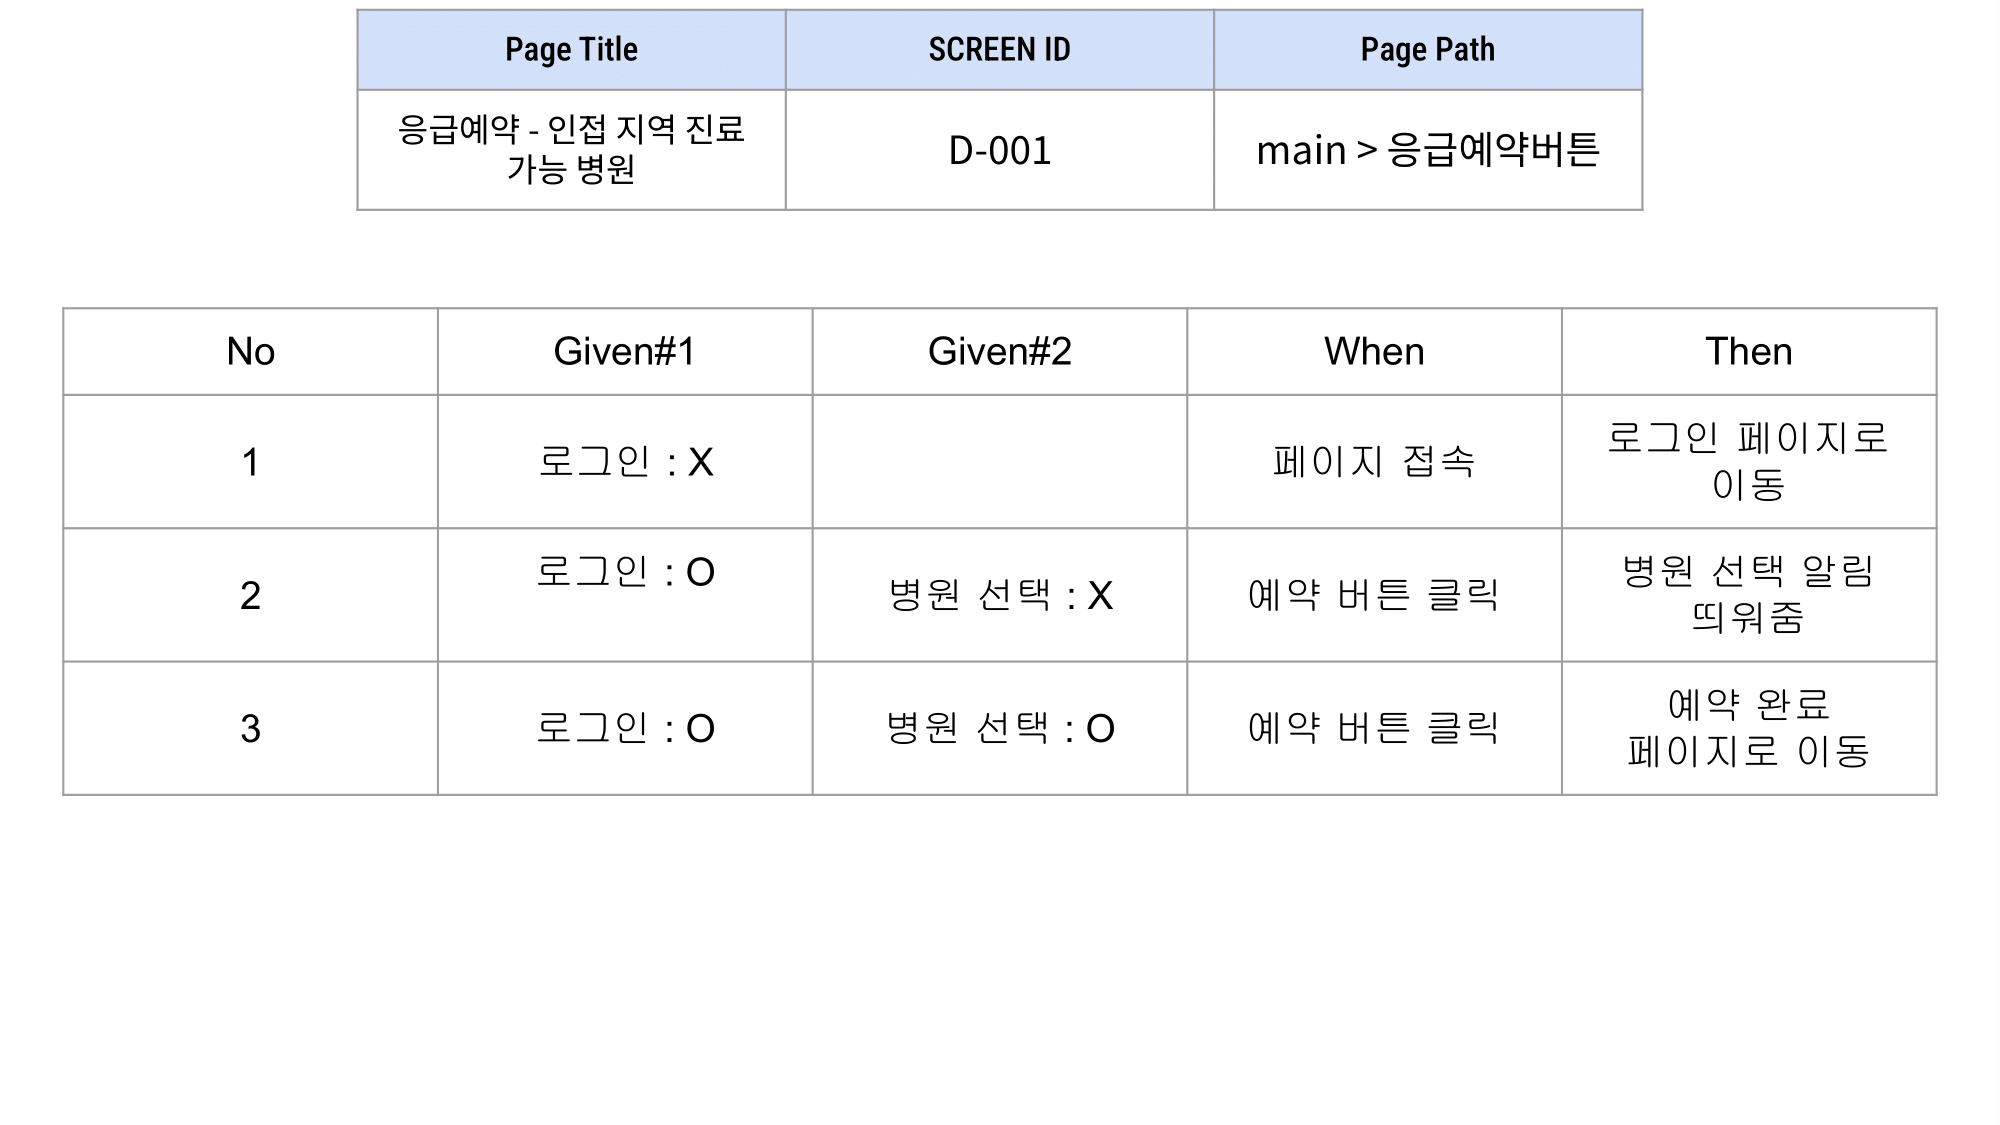 Page Title
SCREEN ID
Page Path
응급예약 - 인접 지역 진료
가능 병원
D-001
main > 응급예약버튼
No
Given#1
Given#2
When
Then
1
로그인 : X
페이지 접속
로그인 페이지로
이동
2
로그인 : O
병원 선택 : X
예약 버튼 클릭
병원 선택 알림
띄워줌
3
로그인 : O
병원 선택 : O
예약 버튼 클릭
예약 완료
페이지로 이동